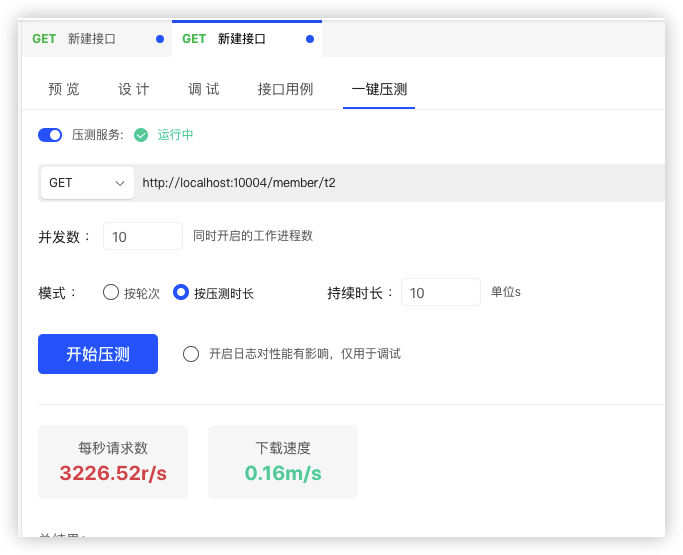 GET 新建接口 GET 新建接口
预 览 设 计 调 试 接口用例 一键压测
压测服务: 运行中
GET http://localhost:10004/member/t2
并发数： 10 同时开启的工作进程数
模式： 按轮次 按压测时长 持续时长： 10 单位s
开始压测 开启日志对性能有影响，仅用于调试
每秒请求数 下载速度
3226.52r/s 0.16m/s